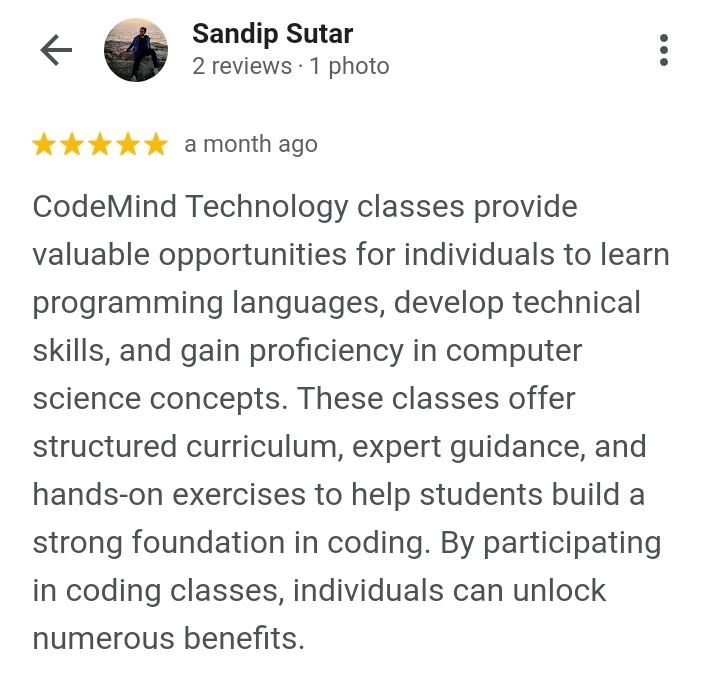 Sandip Sutar
2 reviews · 1 photo
a month ago
CodeMind Technology classes provide
valuable opportunities for individuals to learn
programming languages, develop technical
skills, and gain proficiency in computer
science concepts. These classes offer
structured curriculum, expert guidance, and
hands-on exercises to help students build a
strong foundation in coding. By participating
in coding classes, individuals can unlock
numerous benefits.